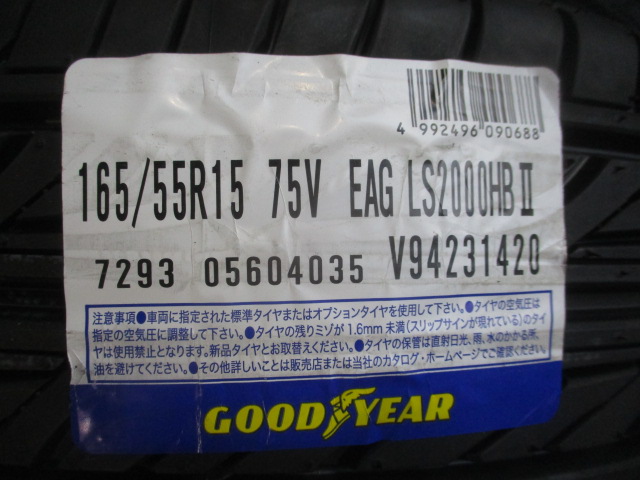 4 992496 090688
165/55R15 75V EAG LS2000HBⅡ
7293 05604035 V94231420
注意事項●車両に指定された標準タイヤまたはオプションタイヤを使用して下さい。●タイヤの空気圧は
指定の空気圧に調整して下さい。●タイヤの残りミゾが1.6mm未満(スリップサインが現れている)のタイ
ヤは使用禁止となります。新品タイヤとお取替えください。●タイヤの保管は直射日光、雨、水のかかる所、
油を避けてください。●その他詳しいことは販売店または当社のカタログ・ホームページでご確認ください。
GOODYEAR